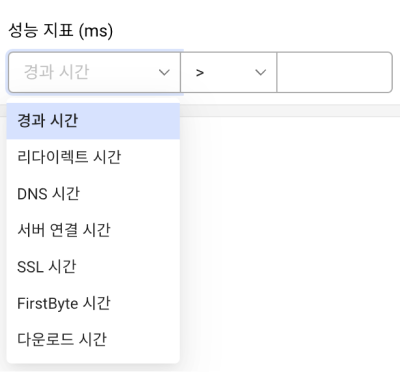 성능 지표 (ms)
경과 시간 >
경과 시간
리다이렉트 시간
DNS 시간
서버 연결 시간
SSL 시간
FirstByte 시간
다운로드 시간